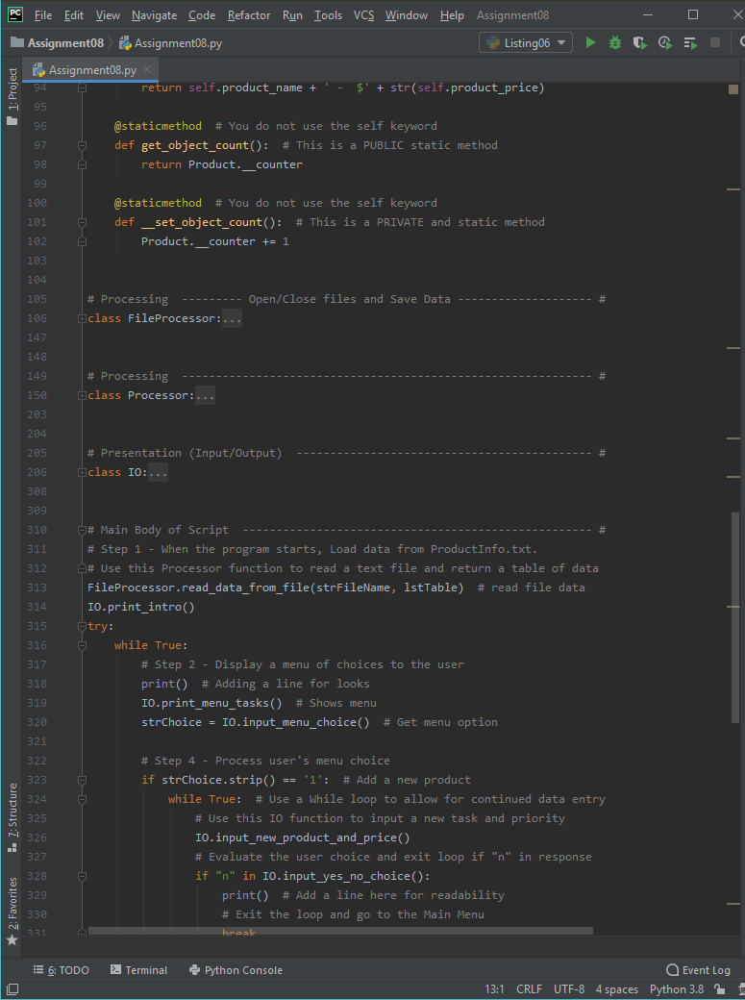 PC File Edit View Navigate Code Refactor Run Tools VCS Window Help Assignment08
Assignment08 Assignment08.py Listing06
1: Project
Assignment08.py
94 return self.product_name + ' -  $' + str(self.product_price)
95
96 @staticmethod  # You do not use the self keyword
97 def get_object_count():  # This is a PUBLIC static method
98 return Product.__counter
99
100 @staticmethod  # You do not use the self keyword
101 def __set_object_count():  # This is a PRIVATE and static method
102 Product.__counter += 1
103
104
105 # Processing  --------- Open/Close files and Save Data -------------------- #
106 class FileProcessor:...
147
148
149 # Processing  ------------------------------------------------------------- #
150 class Processor:...
203
204
205 # Presentation (Input/Output)  -------------------------------------------- #
206 class IO:...
308
309
310 # Main Body of Script  ---------------------------------------------------- #
311 # Step 1 - When the program starts, Load data from ProductInfo.txt.
312 # Use this Processor function to read a text file and return a table of data
313 FileProcessor.read_data_from_file(strFileName, lstTable)  # read file data
314 IO.print_intro()
315 try:
316 while True:
317 # Step 2 - Display a menu of choices to the user
318 print()  # Adding a line for looks
319 IO.print_menu_tasks()  # Shows menu
320 strChoice = IO.input_menu_choice()  # Get menu option
321
322 # Step 4 - Process user's menu choice
323 if strChoice.strip() == '1':  # Add a new product
324 while True:  # Use a While loop to allow for continued data entry
325 # Use this IO function to input a new task and priority
326 IO.input_new_product_and_price()
327 # Evaluate the user choice and exit loop if "n" in response
328 if "n" in IO.input_yes_no_choice():
329 print()  # Add a line here for readability
330 # Exit the loop and go to the Main Menu
331 break
7: Structure
2: Favorites
6: TODO Terminal Python Console Event Log
13:1 CRLF UTF-8 4 spaces Python 3.8